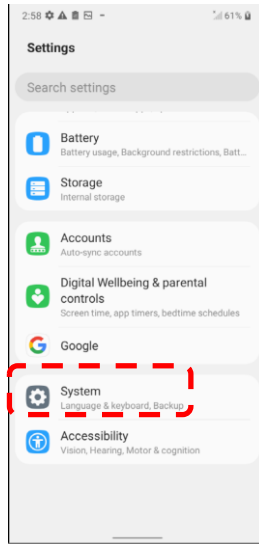 2:58
61%
Settings
Search settings
Battery
Battery usage, Background restrictions, Batt...
Storage
Internal storage
Accounts
Auto-sync accounts
Digital Wellbeing & parental
controls
Screen time, app timers, bedtime schedules
Google
System
Language & keyboard, Backup
Accessibility
Vision, Hearing, Motor & cognition